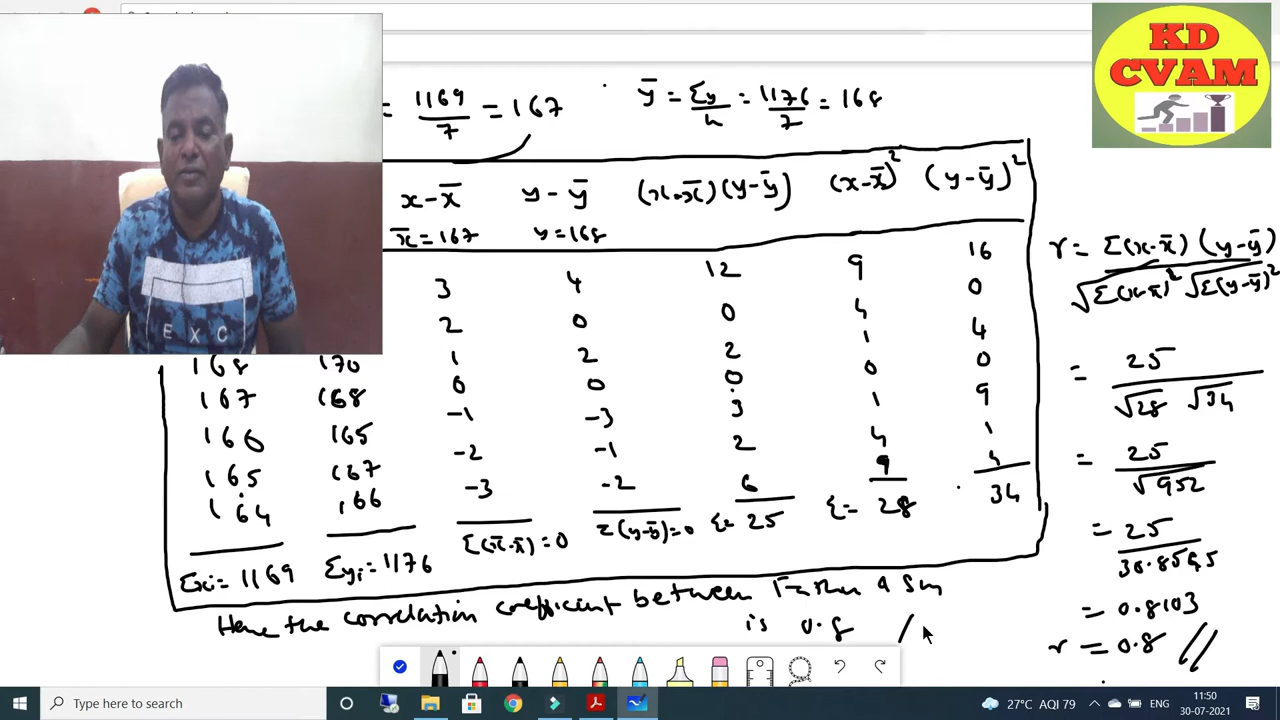 KD
CVAM
= 1169/7 = 167
ȳ = Σy/n = 1176/7 = 168
x-x̄ y-ȳ (x-x̄)(y-ȳ) (x-x̄)² (y-ȳ)²
x̄=167 y=168
3 4 12 9 16
2 0 0 4 0
168 170 1 2 2 1 4
167 168 0 0 0 0 0
166 165 -1 -3 3 1 9
165 167 -2 -1 2 4 1
164 166 -3 -2 6 9 4
Σxi=1169 Σyi=1176 Σ(x-x̄)=0 Σ(y-ȳ)=0 Σ=25 Σ=28 34
Hence the correlation coefficient between Father & Son
is 0.8 /
r = Σ(x-x̄)(y-ȳ)
√Σ(x-x̄)² √Σ(y-ȳ)²
= 25
√28 √34
= 25
√952
= 25
30.8545
= 0.8103
r = 0.8 //
E X C
Type here to search
27°C AQI 79
ENG
11:50
30-07-2021